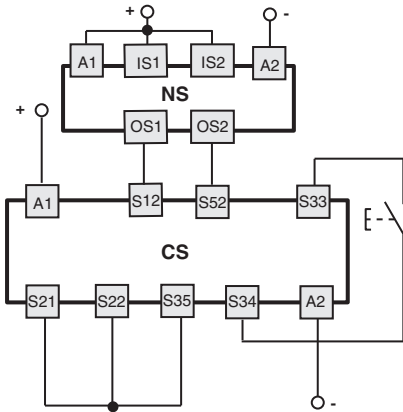 + -
A1 IS1 IS2 A2
NS
OS1 OS2
+
A1 S12 S52 S33
CS
S21 S22 S35 S34 A2
-